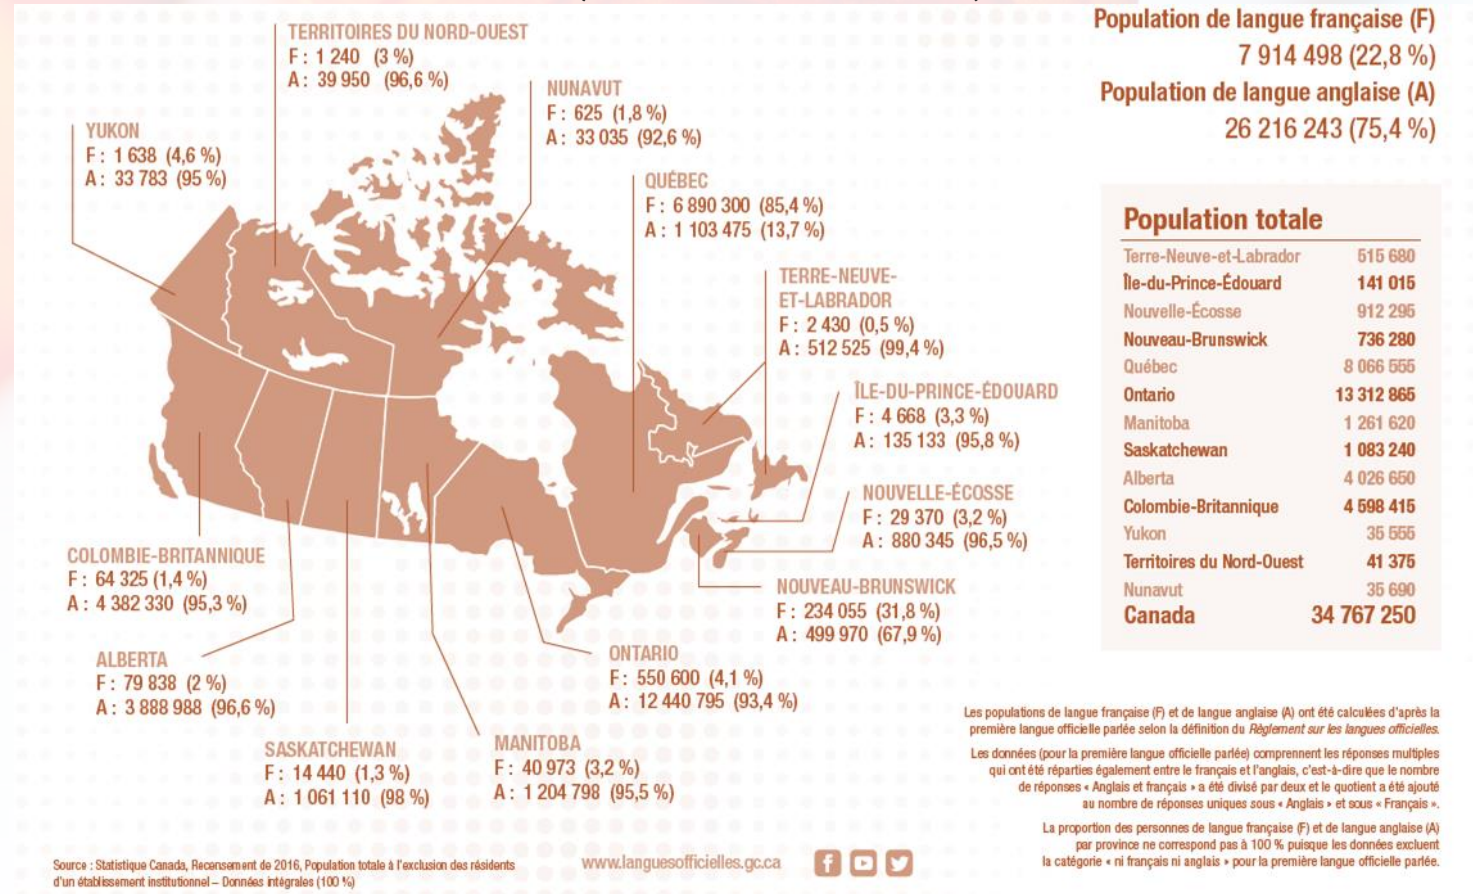 TERRITOIRES DU NORD-OUEST
F : 1 240 (3 %)
A : 39 950 (96,6 %)
NUNAVUT
F : 625 (1,8 %)
A : 33 035 (92,6 %)
YUKON
F : 1 638 (4,6 %)
A : 33 783 (95 %)
QUÉBEC
F : 6 890 300 (85,4 %)
A : 1 103 475 (13,7 %)
TERRE-NEUVE-
ET-LABRADOR
F : 2 430 (0,5 %)
A : 512 525 (99,4 %)
ÎLE-DU-PRINCE-ÉDOUARD
F : 4 668 (3,3 %)
A : 135 133 (95,8 %)
NOUVELLE-ÉCOSSE
F : 29 370 (3,2 %)
A : 880 345 (96,5 %)
NOUVEAU-BRUNSWICK
F : 234 055 (31,8 %)
A : 499 970 (67,9 %)
COLOMBIE-BRITANNIQUE
F : 64 325 (1,4 %)
A : 4 382 330 (95,3 %)
ALBERTA
F : 79 838 (2 %)
A : 3 888 988 (96,6 %)
ONTARIO
F : 550 600 (4,1 %)
A : 12 440 795 (93,4 %)
SASKATCHEWAN
F : 14 440 (1,3 %)
A : 1 061 110 (98 %)
MANITOBA
F : 40 973 (3,2 %)
A : 1 204 798 (95,5 %)
Population de langue française (F)
7 914 498 (22,8 %)
Population de langue anglaise (A)
26 216 243 (75,4 %)
Population totale
Terre-Neuve-et-Labrador 515 680
Île-du-Prince-Édouard 141 015
Nouvelle-Écosse 912 295
Nouveau-Brunswick 736 280
Québec 8 066 555
Ontario 13 312 865
Manitoba 1 261 620
Saskatchewan 1 083 240
Alberta 4 026 650
Colombie-Britannique 4 598 415
Yukon 35 555
Territoires du Nord-Ouest 41 375
Nunavut 35 690
Canada 34 767 250
Les populations de langue française (F) et de langue anglaise (A) ont été calculées d'après la
première langue officielle parlée selon la définition du Règlement sur les langues officielles.
Les données (pour la première langue officielle parlée) comprennent les réponses multiples
qui ont été réparties également entre le français et l'anglais, c'est-à-dire que le nombre
de réponses « Anglais et français » a été divisé par deux et le quotient a été ajouté
au nombre de réponses uniques sous « Anglais » et sous « Français ».
La proportion des personnes de langue française (F) et de langue anglaise (A)
par province ne correspond pas à 100 % puisque les données excluent
la catégorie « ni français ni anglais » pour la première langue officielle parlée.
Source : Statistique Canada, Recensement de 2016, Population totale à l'exclusion des résidents
d'un établissement institutionnel – Données intégrales (100 %)
www.languesofficielles.gc.ca